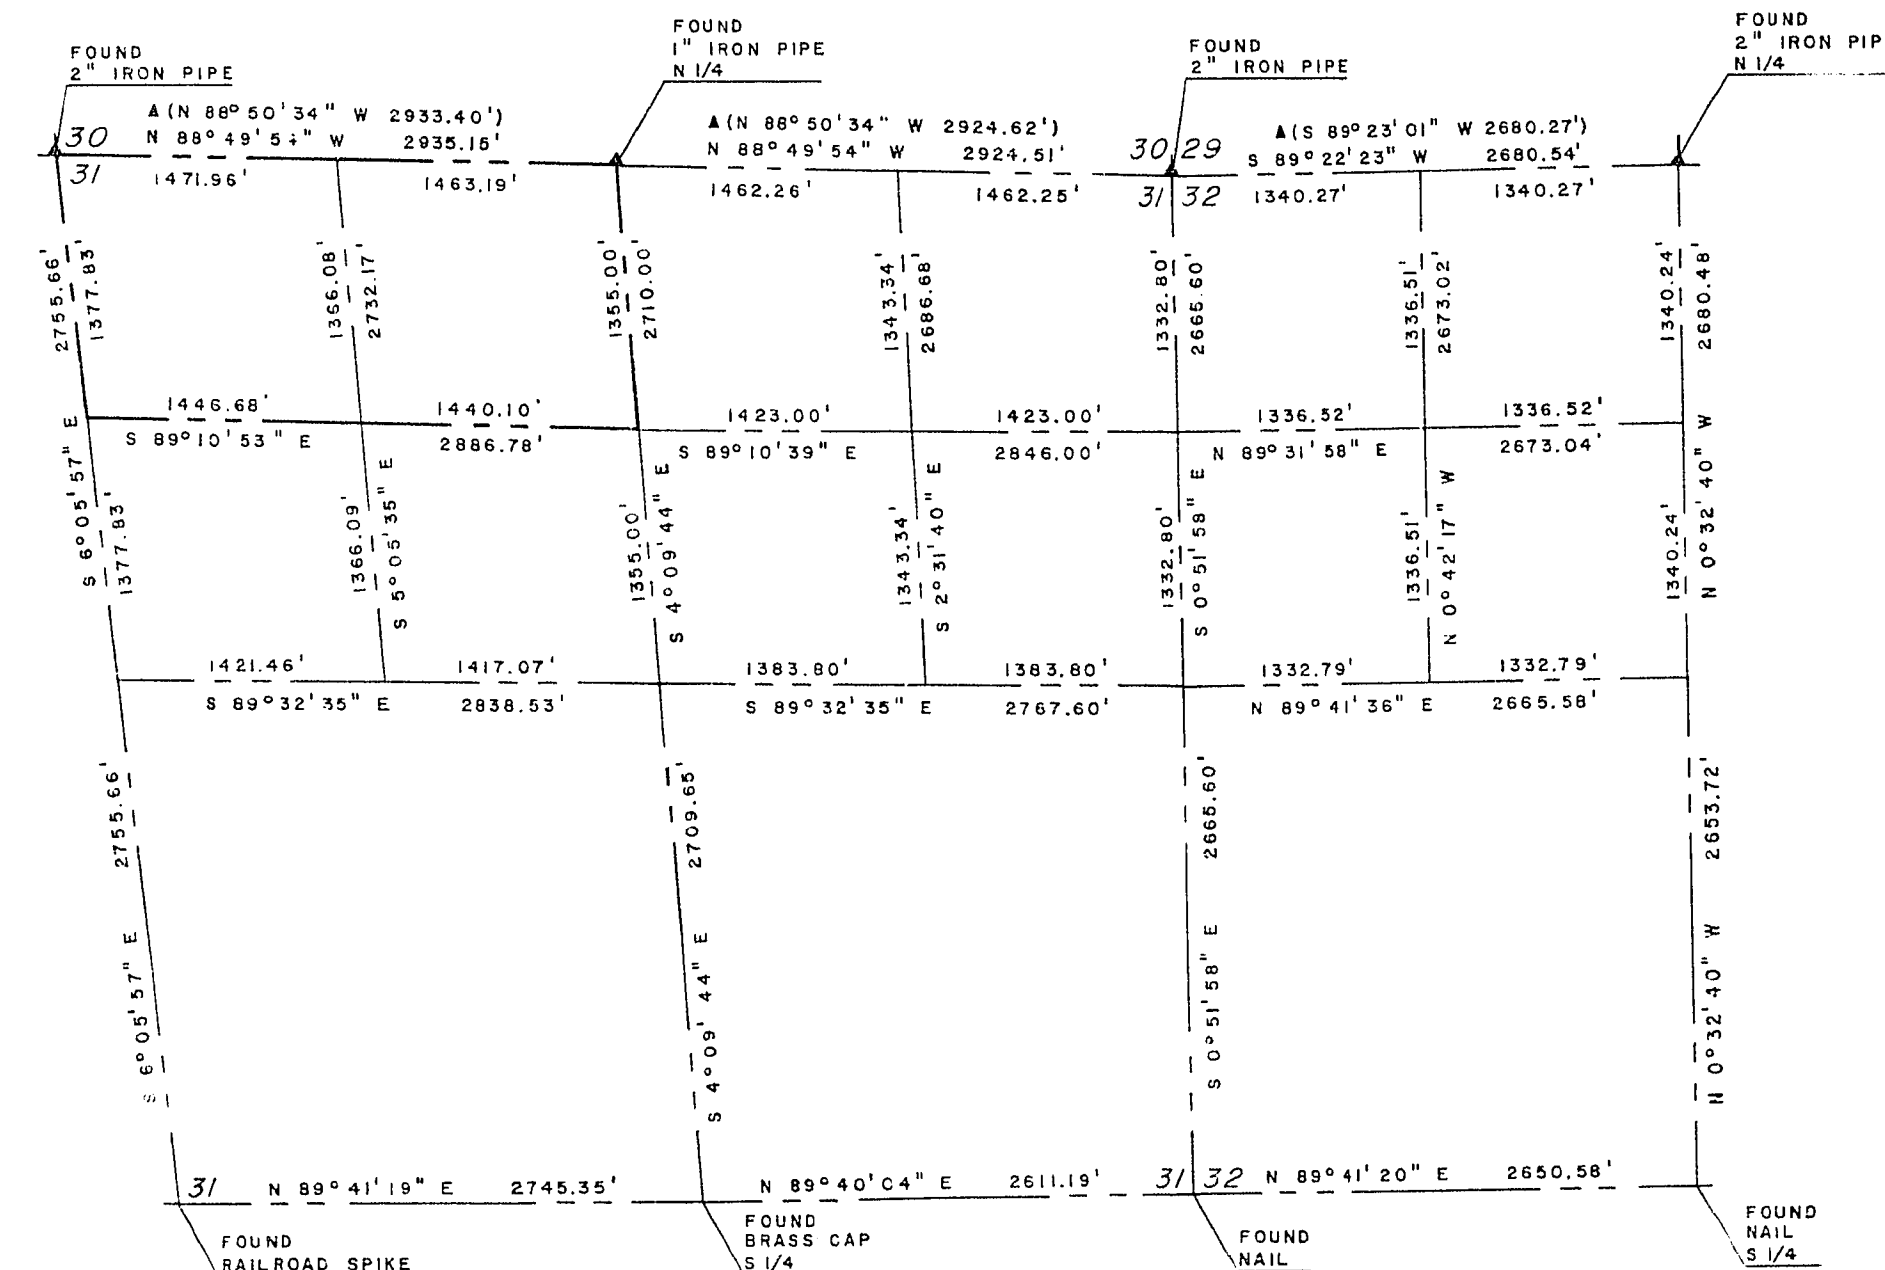 FOUND
2" IRON PIPE
FOUND
1" IRON PIPE
N 1/4
FOUND
2" IRON PIPE
FOUND
2" IRON PIP
N 1/4
(N 88° 50' 34" W 2933.40')
N 88° 49' W 2935.15'
(N 88° 50' 34" W 2924.62')
N 88° 49' 54" W 2924.51'
(S 89° 23' 01" W 2680.27')
S 89° 22' 23" W 2680.54'
30
31
30 29
31 32
1471.96'
1463.19'
1462.26'
1462.25'
1340.27'
1340.27'
2755.66'
1377.83'
1366.08'
2732.17'
1355.00'
2710.00'
1343.34'
2686.68'
1332.80'
2665.60'
1336.51'
2673.02'
1340.24'
2680.48'
1446.68'
1440.10'
1423.00'
1423.00'
1336.52'
1336.52'
S 89° 10' 53" E
2886.78'
S 89° 10' 39" E
2846.00'
N 89° 31' 58" E
2673.04'
S 6° 05' 57" E
1377.83'
1366.09'
S 5° 05' 35" E
1355.00'
S 4° 09' 44" E
1343.34'
S 2° 31' 40" E
1332.80'
S 0° 51' 58" E
1336.51'
N 0° 42' 17" W
1340.24'
N 0° 32' 40" W
1421.46'
1417.07'
1383.80'
1383.80'
1332.79'
1332.79'
S 89° 32' 35" E
2838.53'
S 89° 32' 35" E
2767.60'
N 89° 41' 36" E
2665.58'
S 6° 05' 57" E 2755.66'
S 4° 09' 44" E 2709.65'
S 0° 51' 58" E 2665.60'
N 0° 32' 40" W 2653.72'
31
N 89° 41' 19" E 2745.35'
N 89° 40' 04" E 2611.19'
31 32
N 89° 41' 20" E 2650.58'
FOUND
RAILROAD SPIKE
FOUND
BRASS CAP
S 1/4
FOUND
NAIL
FOUND
NAIL
S 1/4